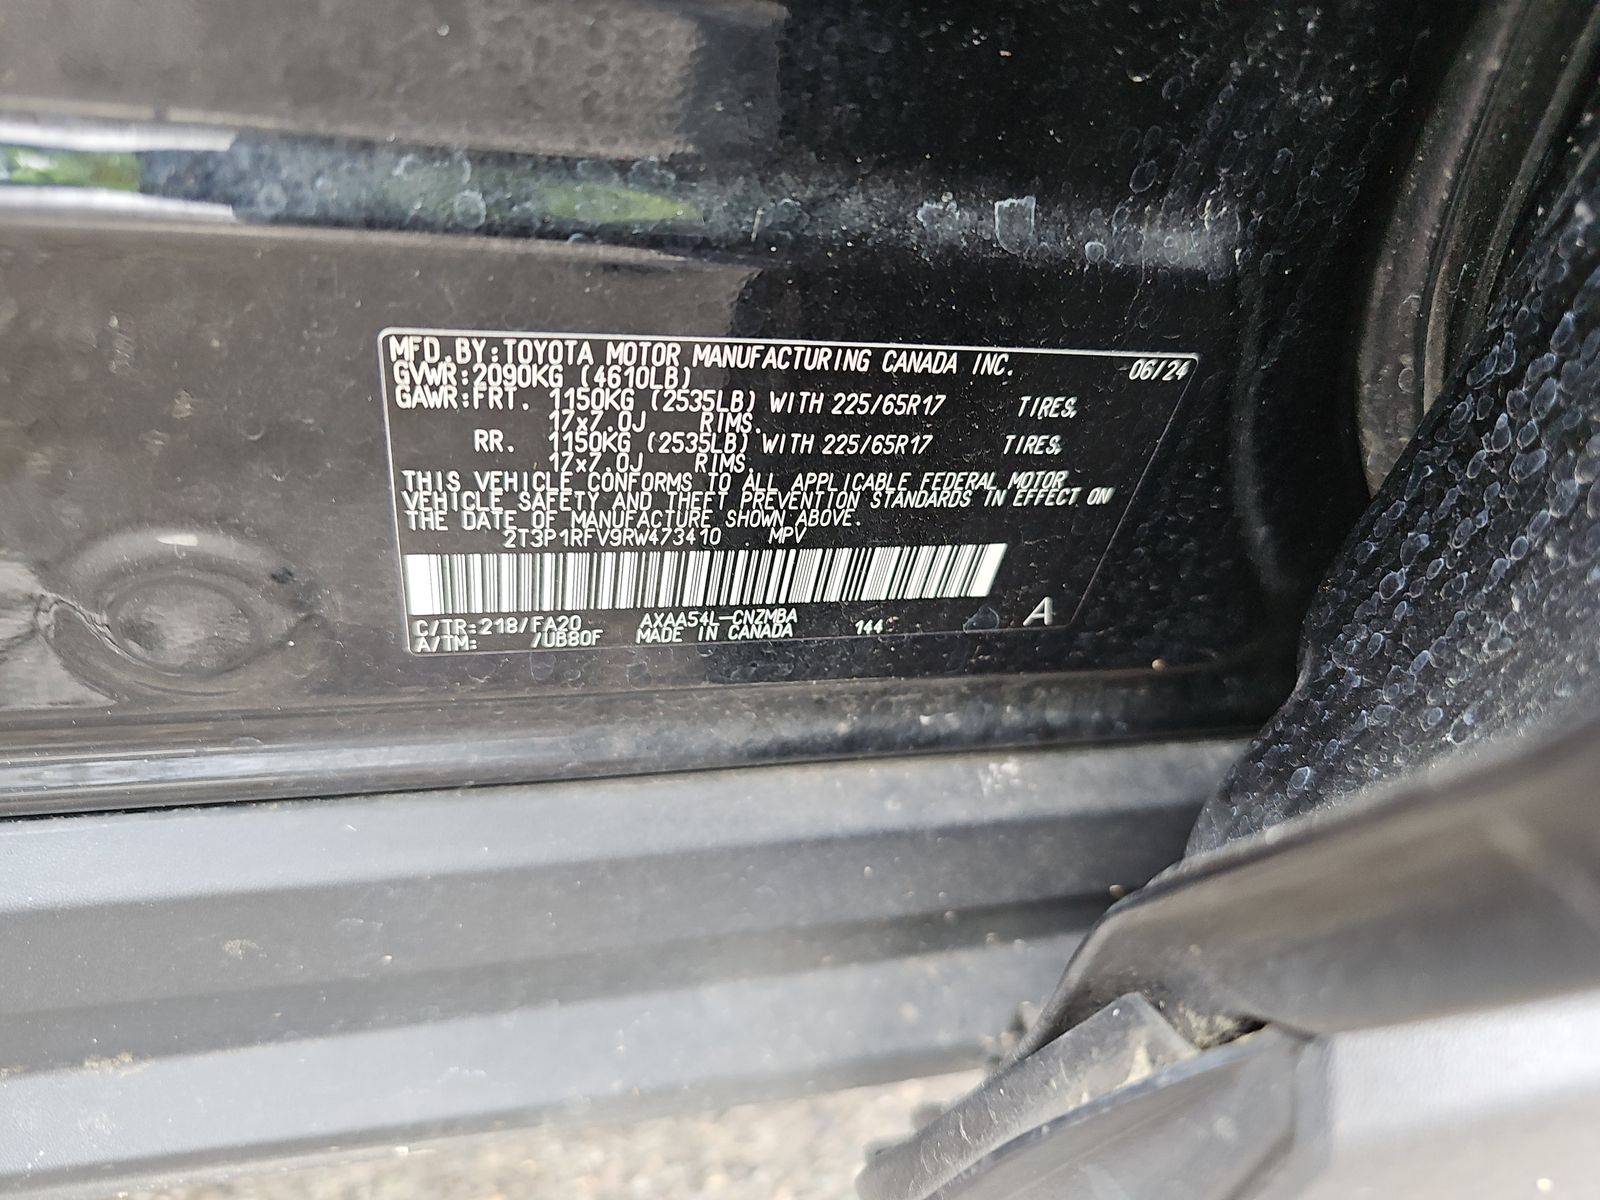 MFD.BY:TOYOTA MOTOR MANUFACTURING CANADA INC. 06/24
GVWR:2090KG (4610LB)
GAWR:FRT. 1150KG (2535LB) WITH 225/65R17 TIRES,
17x7.0J RIMS.
RR. 1150KG (2535LB) WITH 225/65R17 TIRES,
17x7.0J RIMS.
THIS VEHICLE CONFORMS TO ALL APPLICABLE FEDERAL MOTOR
VEHICLE SAFETY AND THEFT PREVENTION STANDARDS IN EFFECT ON
THE DATE OF MANUFACTURE SHOWN ABOVE.
2T3P1RFV9RW473410 . MPV
C/TR:218/FA20 AXAA54L-CNZMBA
A/TM: /UB80F MADE IN CANADA 144 A